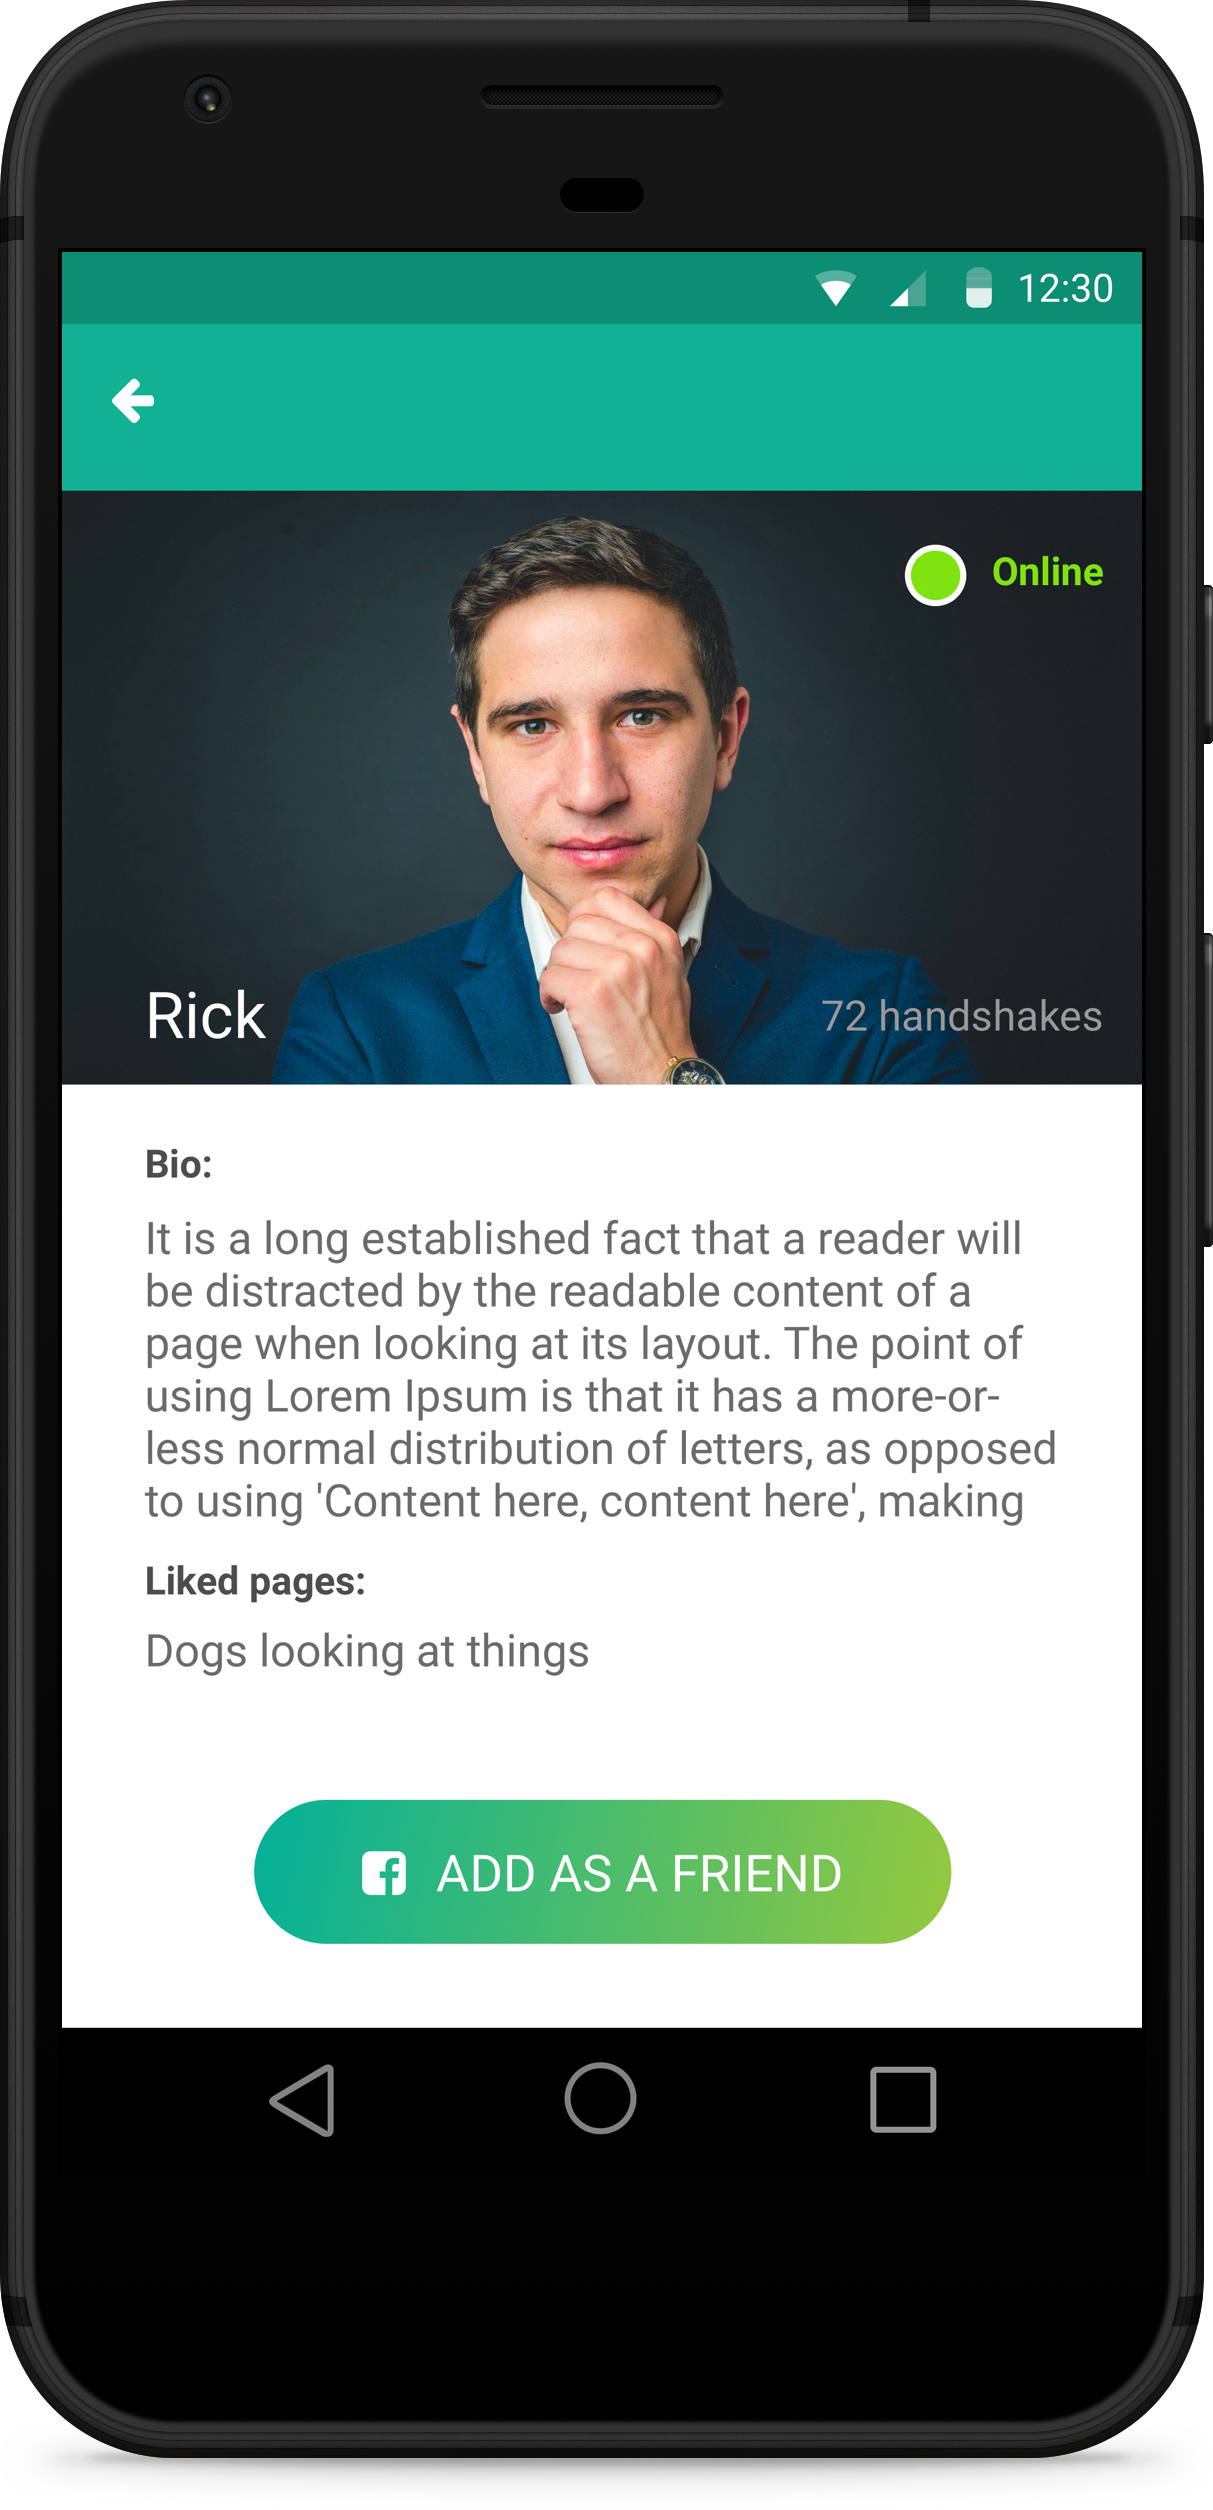 12:30
Online
Rick
72 handshakes
Bio:
It is a long established fact that a reader will
be distracted by the readable content of a
page when looking at its layout. The point of
using Lorem Ipsum is that it has a more-or-
less normal distribution of letters, as opposed
to using 'Content here, content here', making
Liked pages:
Dogs looking at things
ADD AS A FRIEND